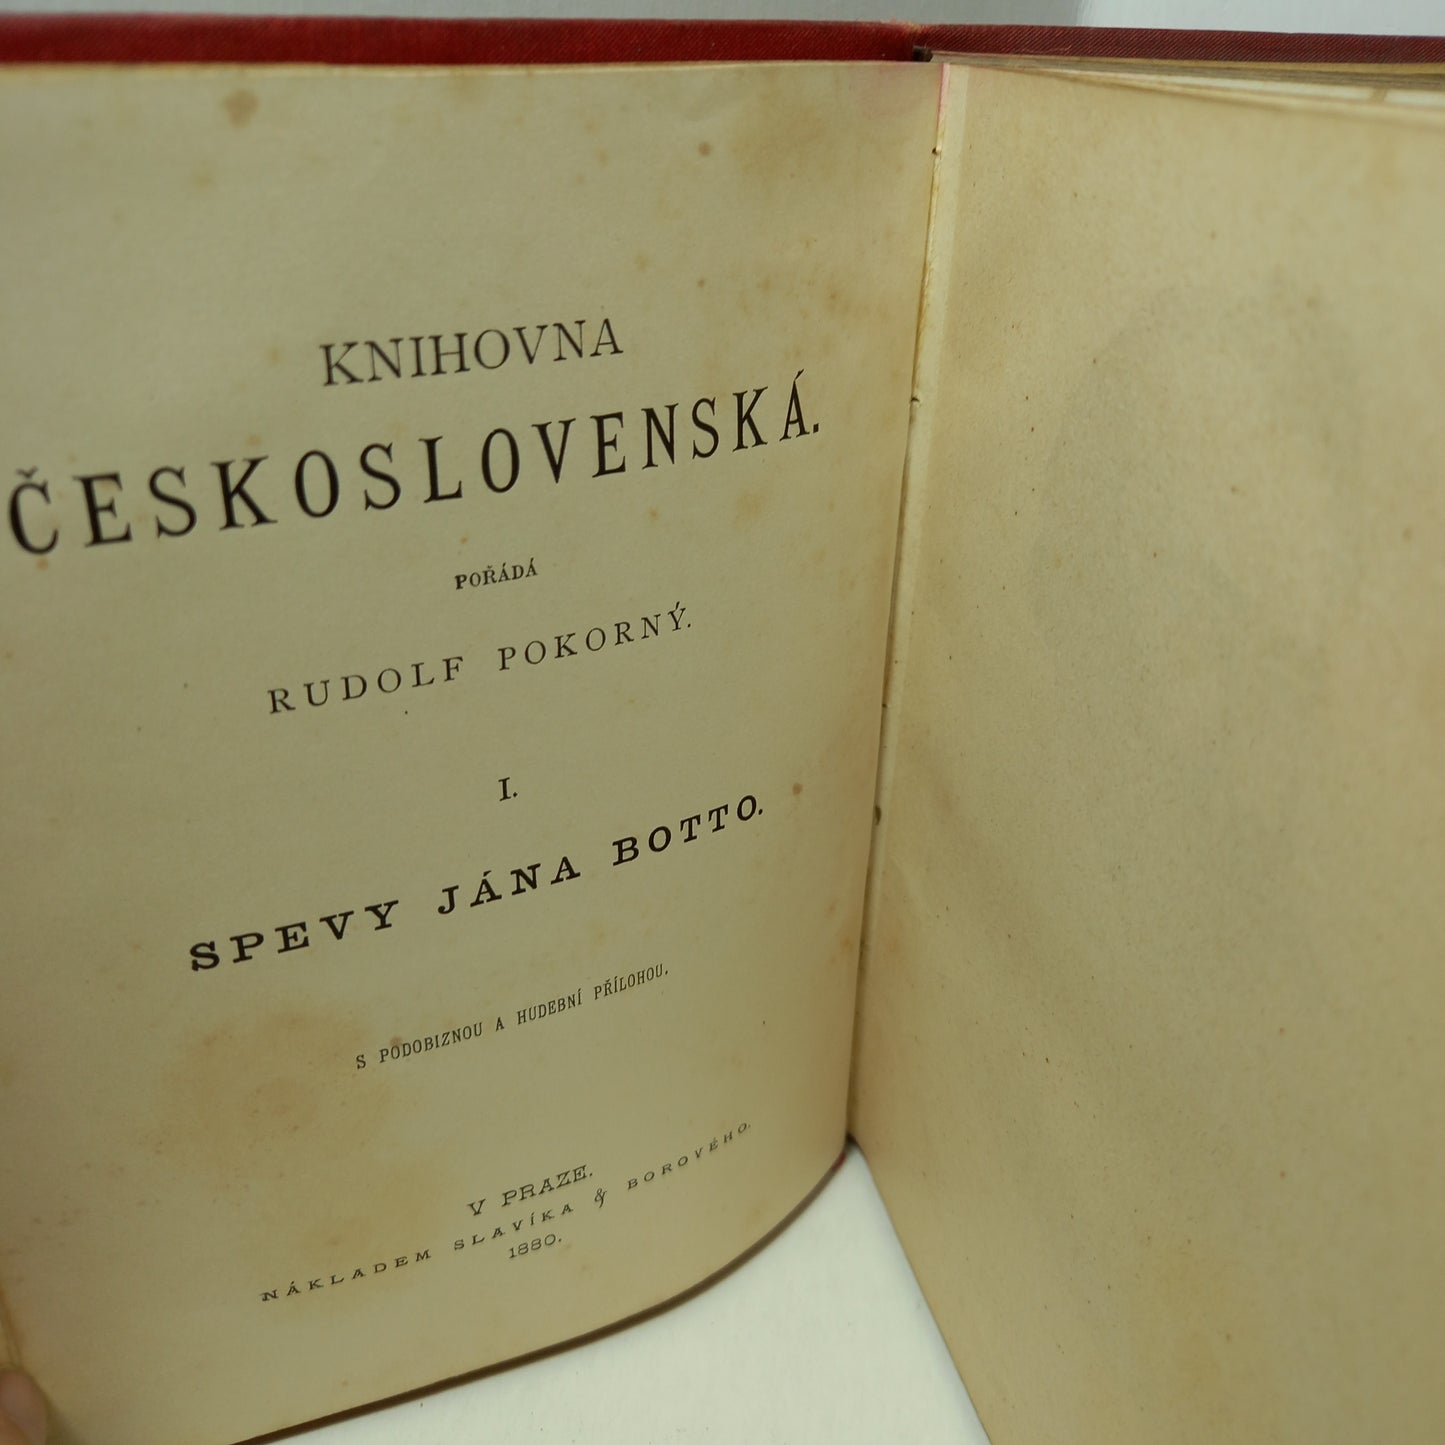 KNIHOVNA
ČESKOSLOVENSKÁ.
POŘÁDÁ
RUDOLF POKORNÝ.
I.
SPEVY JÁNA BOTTO.
S PODOBIZNOU A HUDEBNÍ PŘÍLOHOU.
V PRAZE.
NÁKLADEM SLAVÍKA & BOROVÉHO.
1880.